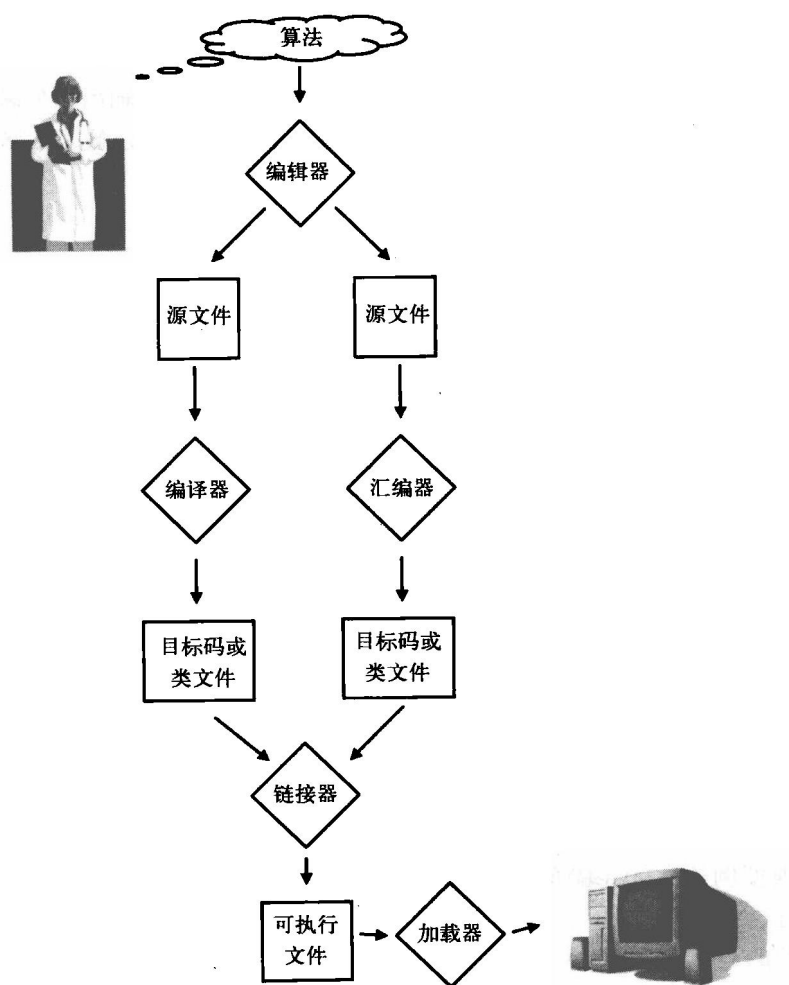 算法
编辑器
源文件
源文件
编译器
汇编器
目标码或
类文件
目标码或
类文件
链接器
可执行
文件
加载器